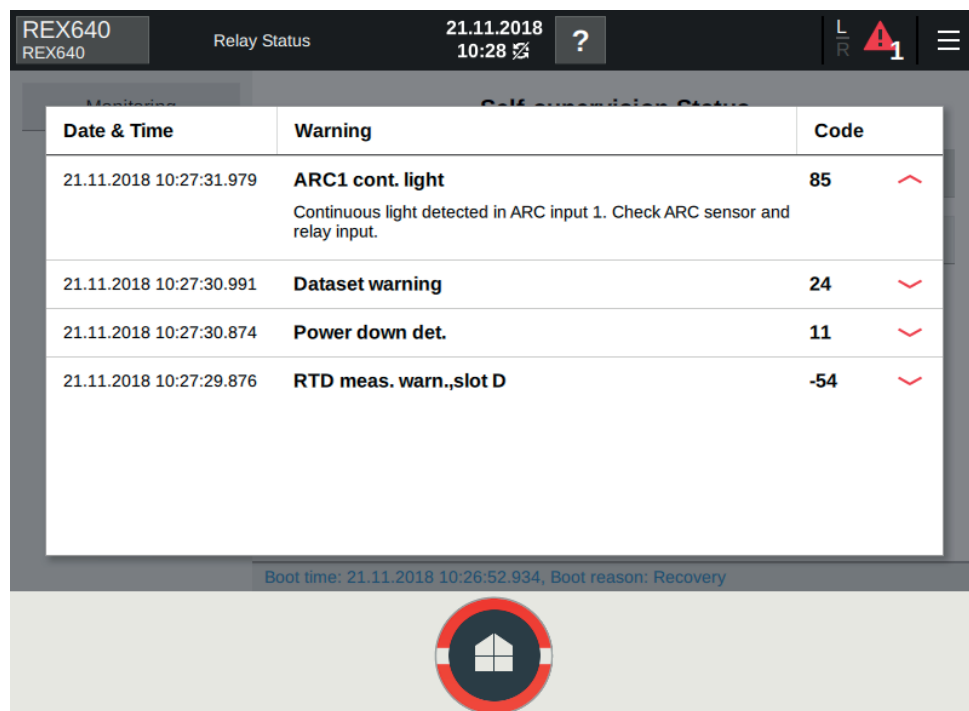 REX640
REX640
Relay Status
21.11.2018
10:28
?
L
R
1
Monitoring
Self-supervision Status
Date & Time Warning Code
21.11.2018 10:27:31.979 ARC1 cont. light 85
Continuous light detected in ARC input 1. Check ARC sensor and
relay input.
21.11.2018 10:27:30.991 Dataset warning 24
21.11.2018 10:27:30.874 Power down det. 11
21.11.2018 10:27:29.876 RTD meas. warn.,slot D -54
Boot time: 21.11.2018 10:26:52.934, Boot reason: Recovery